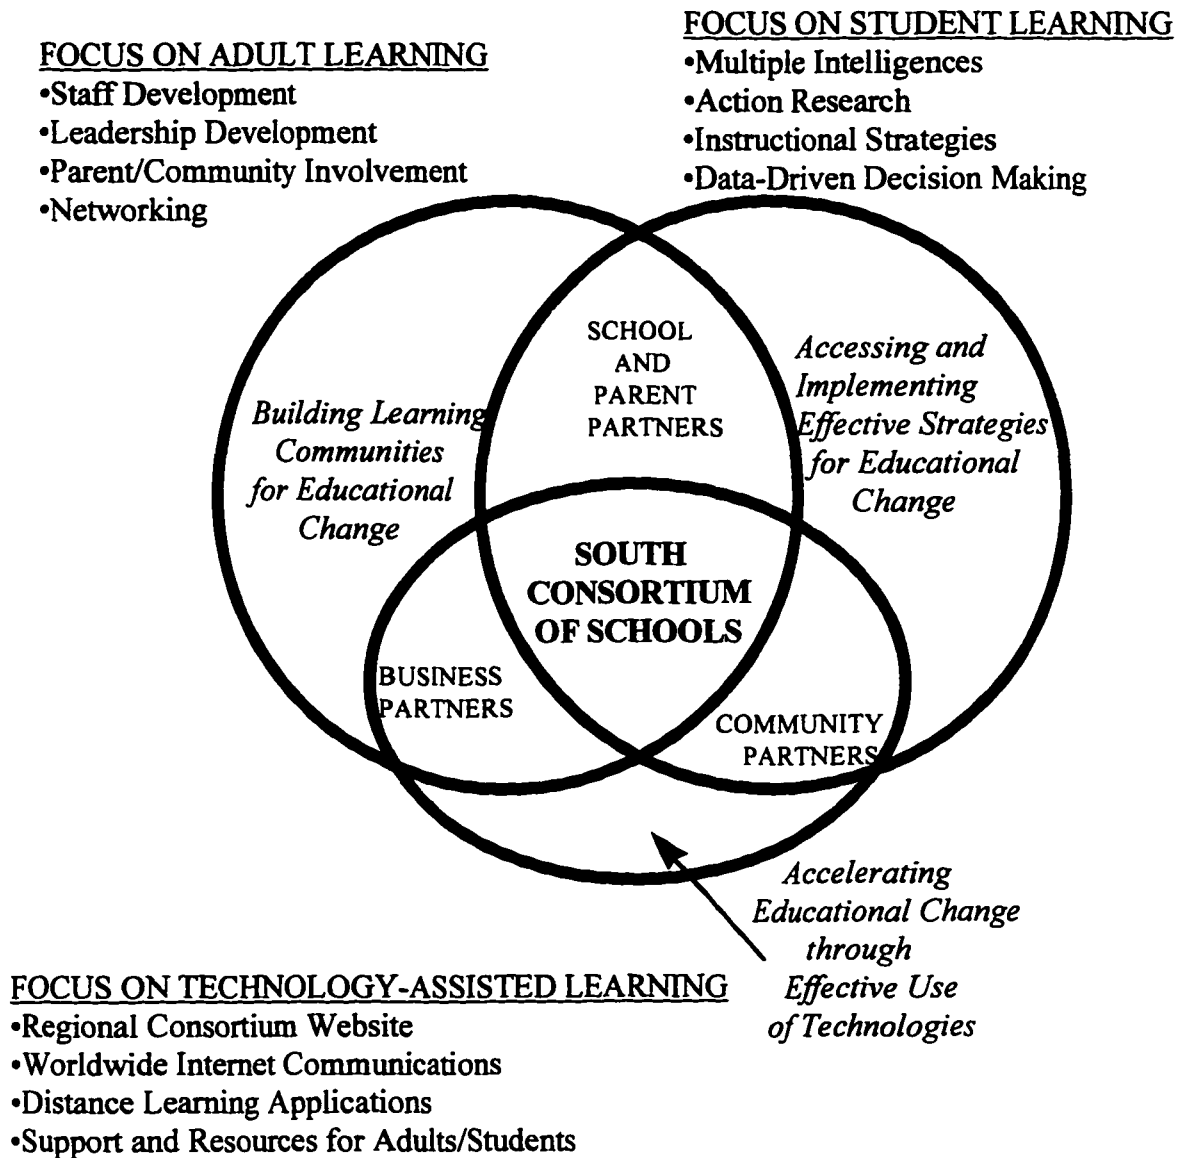 FOCUS ON ADULT LEARNING
•Staff Development
•Leadership Development
•Parent/Community Involvement
•Networking
FOCUS ON STUDENT LEARNING
•Multiple Intelligences
•Action Research
•Instructional Strategies
•Data-Driven Decision Making
SCHOOL
AND
PARENT
PARTNERS
Building Learning
Communities
for Educational
Change
Accessing and
Implementing
Effective Strategies
for Educational
Change
SOUTH
CONSORTIUM
OF SCHOOLS
BUSINESS
PARTNERS
COMMUNITY
PARTNERS
Accelerating
Educational Change
through
Effective Use
of Technologies
FOCUS ON TECHNOLOGY-ASSISTED LEARNING
•Regional Consortium Website
•Worldwide Internet Communications
•Distance Learning Applications
•Support and Resources for Adults/Students